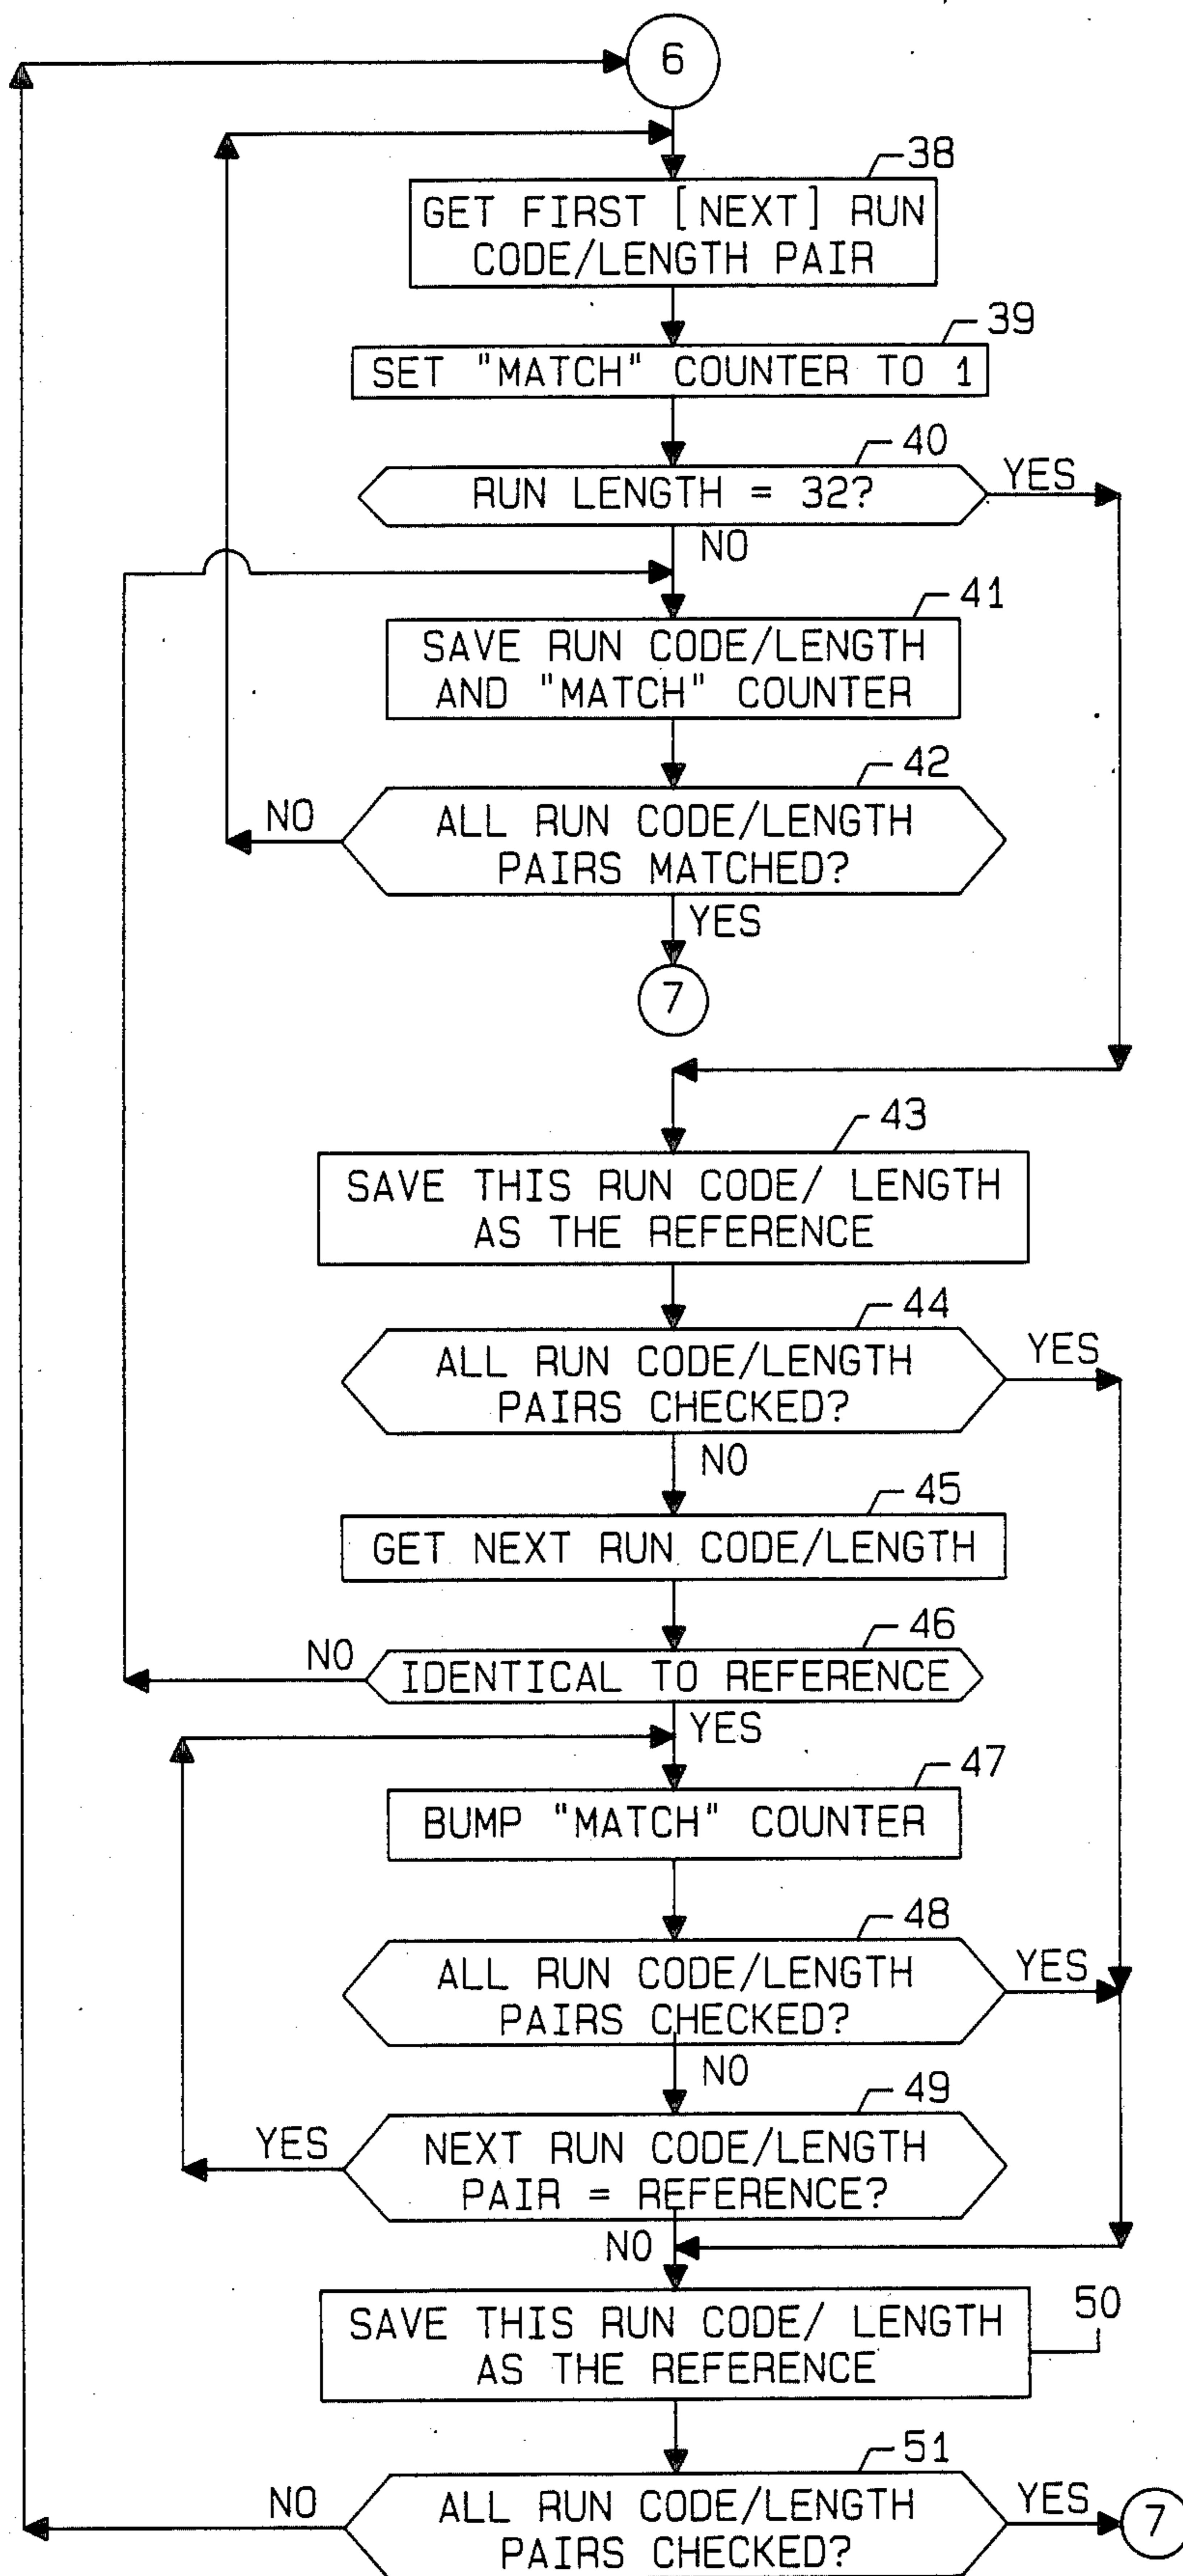 6
38
GET FIRST [NEXT] RUN
CODE/LENGTH PAIR
39
SET "MATCH" COUNTER TO 1
40
RUN LENGTH = 32?
YES
NO
41
SAVE RUN CODE/LENGTH
AND "MATCH" COUNTER
42
NO
ALL RUN CODE/LENGTH
PAIRS MATCHED?
YES
7
43
SAVE THIS RUN CODE/ LENGTH
AS THE REFERENCE
44
YES
ALL RUN CODE/LENGTH
PAIRS CHECKED?
NO
45
GET NEXT RUN CODE/LENGTH
46
NO
IDENTICAL TO REFERENCE
YES
47
BUMP "MATCH" COUNTER
48
YES
ALL RUN CODE/LENGTH
PAIRS CHECKED?
NO
49
YES
NEXT RUN CODE/LENGTH
PAIR = REFERENCE?
NO
50
SAVE THIS RUN CODE/ LENGTH
AS THE REFERENCE
51
NO
ALL RUN CODE/LENGTH
PAIRS CHECKED?
YES
7